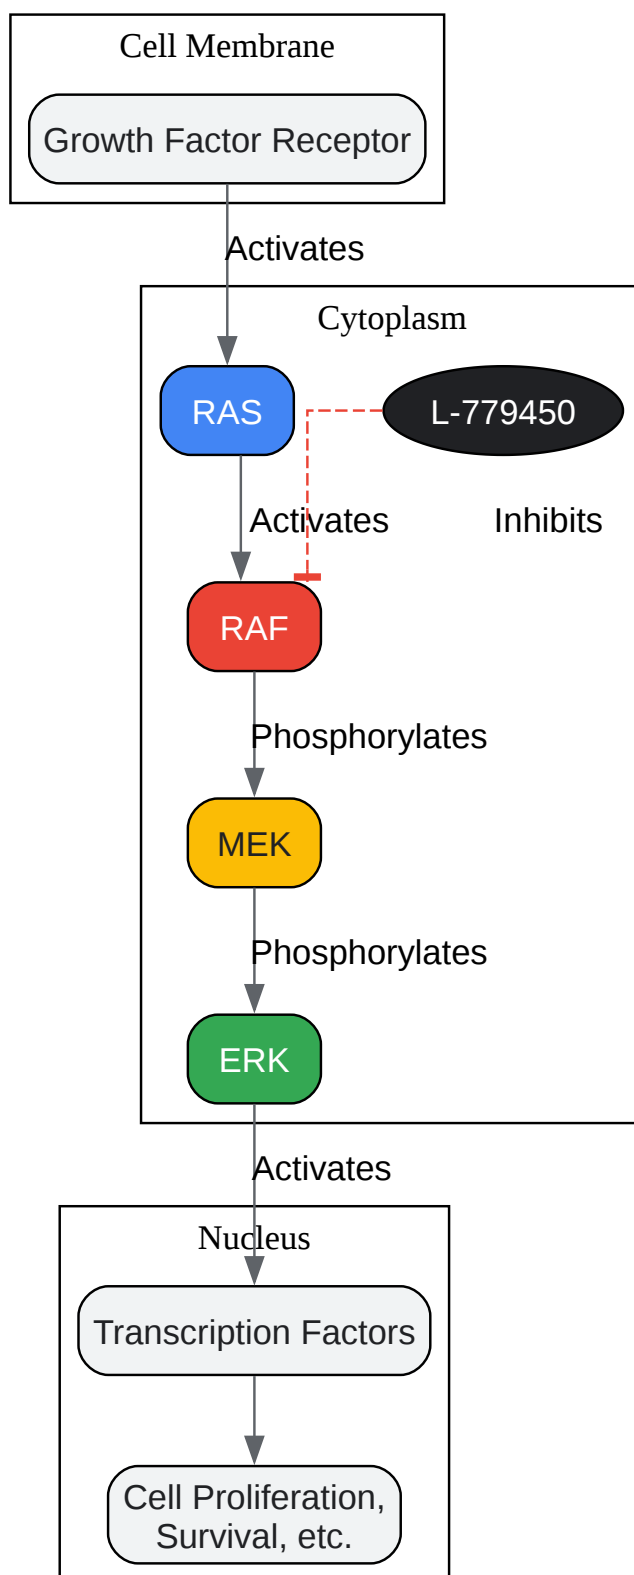 Cell Membrane
Growth Factor Receptor
Activates
Cytoplasm
RAS
L-779450
Activates
Inhibits
RAF
Phosphorylates
MEK
Phosphorylates
ERK
Activates
Nucleus
Transcription Factors
Cell Proliferation,
Survival, etc.